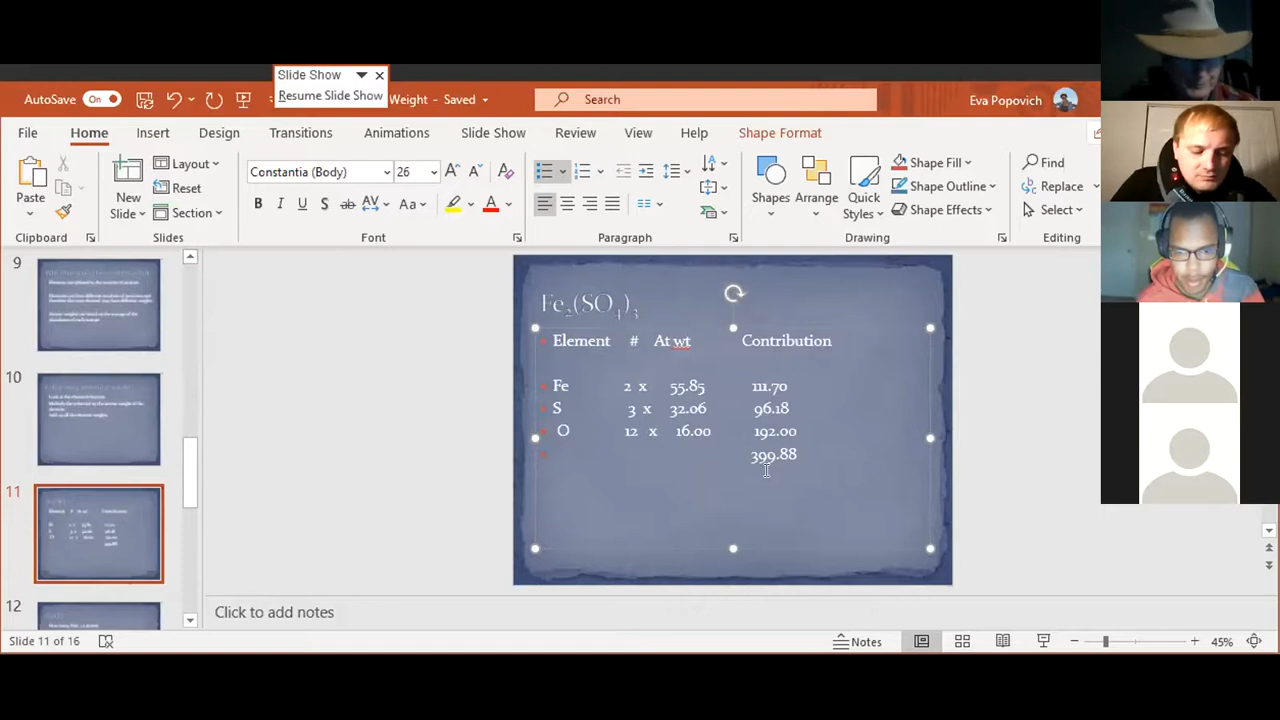 Slide Show
Resume Slide Show
AutoSave On
Weight - Saved
Search
Eva Popovich
File Home Insert Design Transitions Animations Slide Show Review View Help Shape Format
Paste
New Slide
Layout
Reset
Section
Constantia (Body) 26
B I U S ab AV Aa A
Shapes
Arrange
Quick Styles
Shape Fill
Shape Outline
Shape Effects
Find
Replace
Select
Clipboard Slides Font Paragraph Drawing Editing
9
10
11
12
Fe₂(SO₄)₃
Element # At wt Contribution
Fe 2 x 55.85 111.70
S 3 x 32.06 96.18
O 12 x 16.00 192.00
399.88
Click to add notes
Slide 11 of 16
Notes
45%